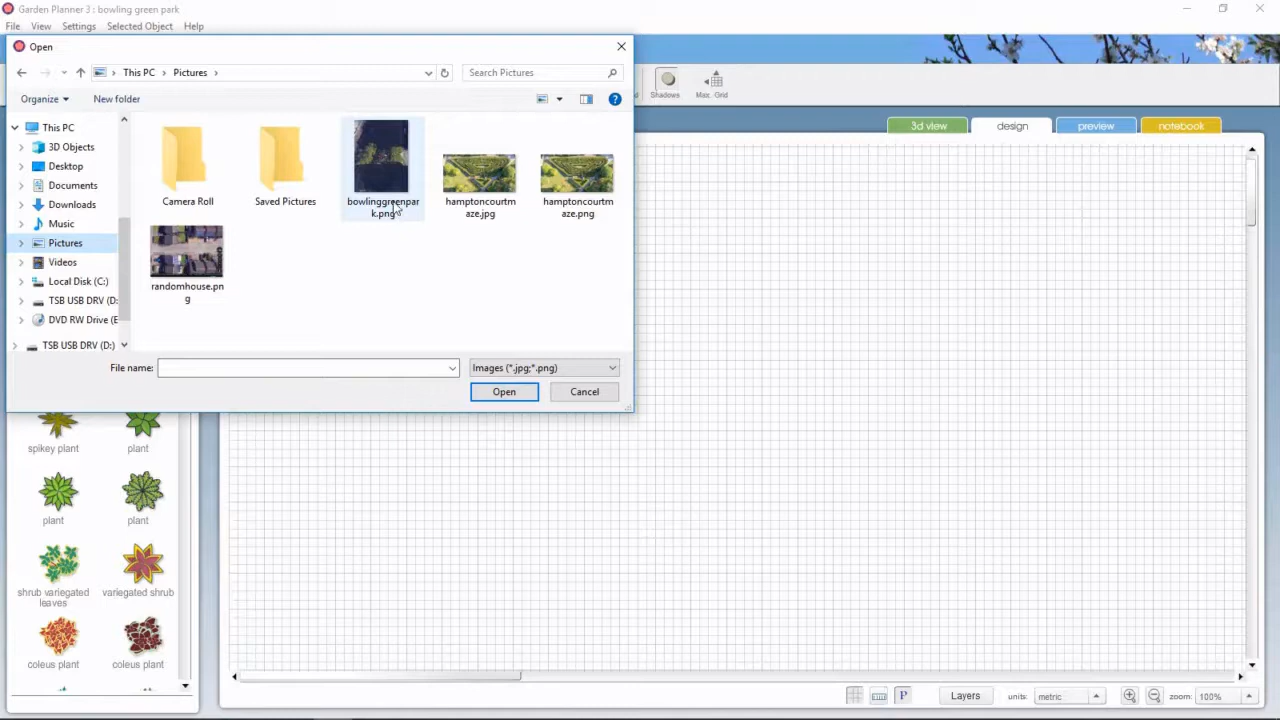 Garden Planner 3 : bowling green park
File View Settings Selected Object Help
Open
This PC > Pictures >
Search Pictures
Organize New folder
Shadows Max. Grid
3d view design preview notebook
This PC
3D Objects
Desktop
Documents
Downloads
Music
Pictures
Videos
Local Disk (C:)
TSB USB DRV (D:
DVD RW Drive (E
TSB USB DRV (D:)
Camera Roll
Saved Pictures
bowlinggreenpar
k.png
hamptoncourtm
aze.jpg
hamptoncourtm
aze.png
randomhouse.pn
g
File name:
Images (*.jpg;*.png)
Open Cancel
spikey plant
plant
plant
plant
shrub variegated
leaves
variegated shrub
coleus plant
coleus plant
P Layers units: metric zoom: 100%